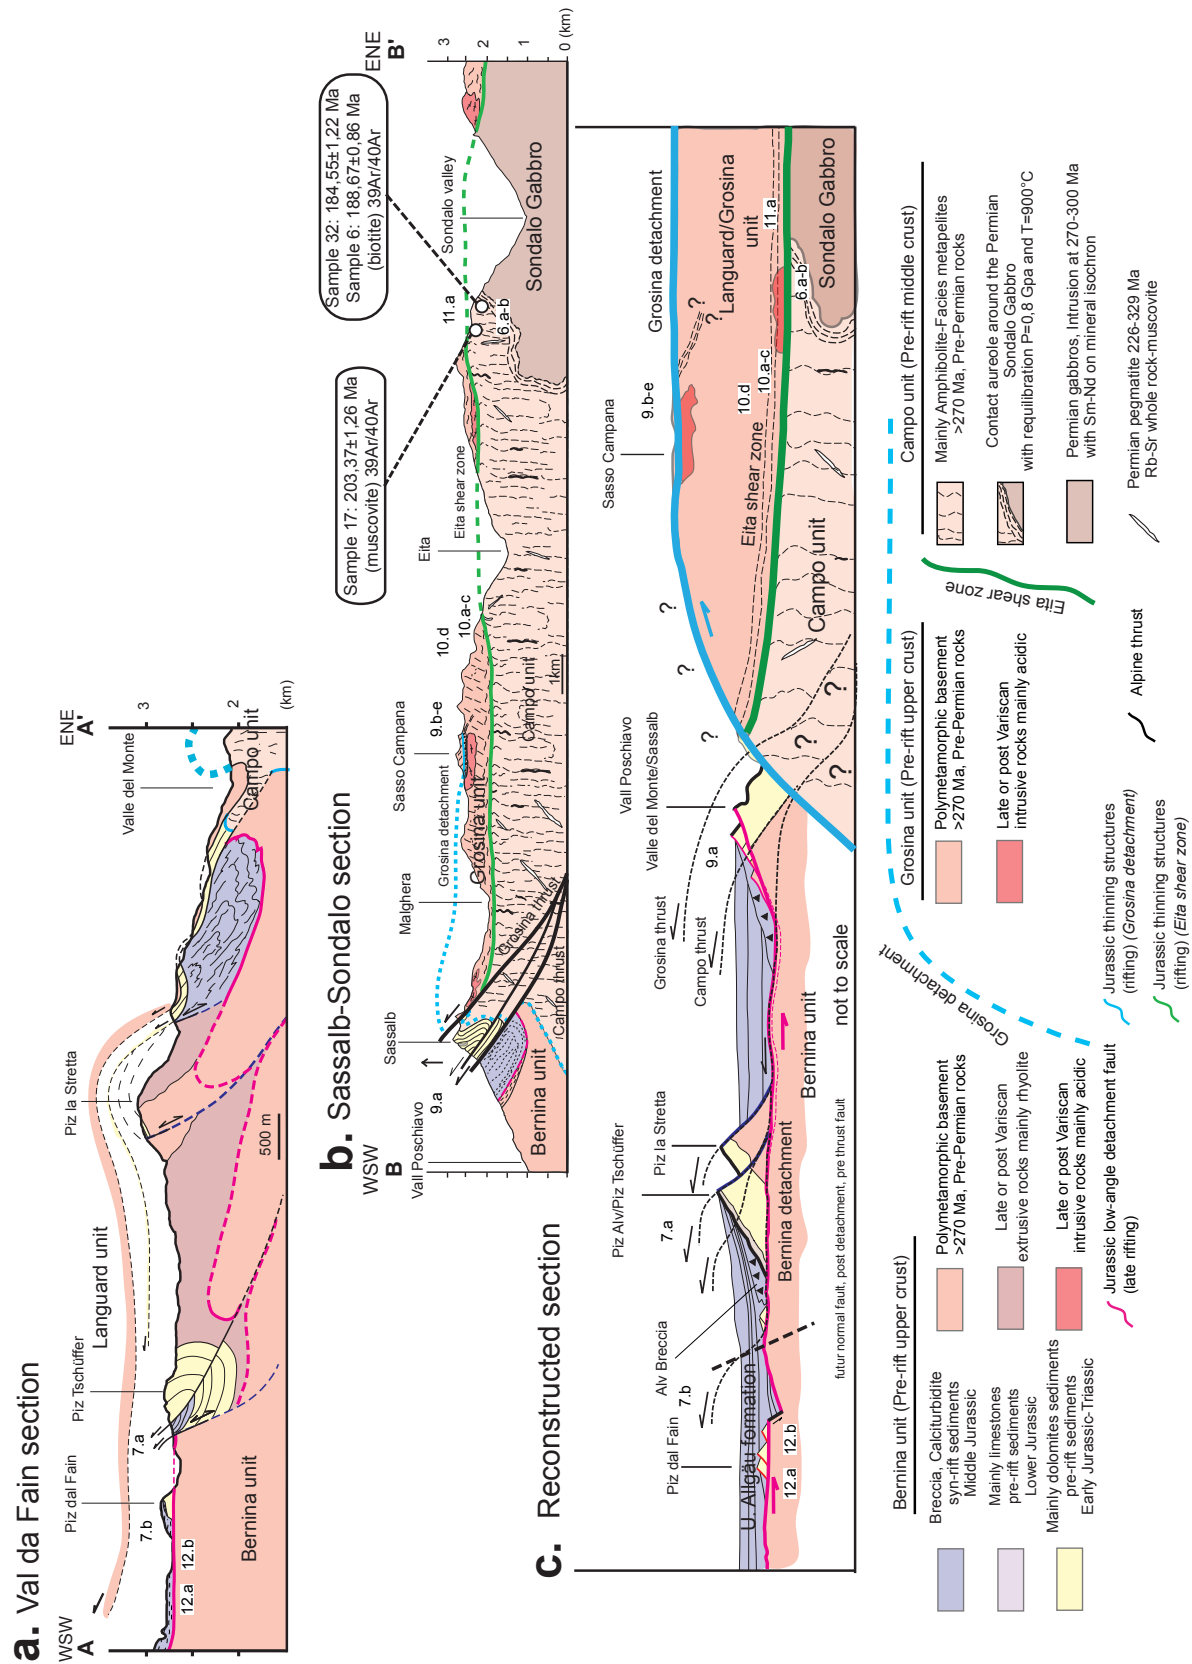 a. Val da Fain section
WSW
A
ENE
A'
Piz dal Fain
Piz Tschüffer
Languard unit
Piz la Stretta
Valle del Monte
7.b
7.a
12.a
12.b
Bernina unit
500 m
Campo unit
3
2
(km)
b. Sassalb-Sondalo section
WSW
B
ENE
B'
Vall Poschiavo
Sassalb
Malghera
Sasso Campana
Eita
Sondalo valley
9.a
Grosina detachment
9.b-e
10.d
10.a-c
Eita shear zone
11.a
6.a-b
Grosina unit
Grosina thrust
Campo thrust
Bernina unit
Campo unit
1km
Sondalo Gabbro
3
2
1
0 (km)
Sample 17: 203,37±1,26 Ma
(muscovite) 39Ar/40Ar
Sample 32: 184,55±1,22 Ma
Sample 6: 188,67±0,86 Ma
(biotite) 39Ar/40Ar
c. Reconstructed section
Piz dal Fain
Alv Breccia
Piz Alv/Piz Tschüffer
Piz la Stretta
Vall Poschiavo
Valle del Monte/Sassalb
Sasso Campana
Grosina detachment
7.b
7.a
Grosina thrust
Campo thrust
9.a
9.b-e
10.d
10.a-c
11.a
6.a-b
U. Allgäu formation
12.a
12.b
Bernina detachment
Bernina unit
Eita shear zone
Languard/Grosina
unit
Campo unit
Sondalo Gabbro
?
?
?
?
?
?
?
?
futur normal fault, post detachment, pre thrust fault
not to scale
Bernina unit (Pre-rift upper crust)
Breccia, Calciturbidite
syn-rift sediments
Middle Jurassic
Mainly limestones
pre-rift sediments
Lower Jurassic
Mainly dolomites sediments
pre-rift sediments
Early Jurassic-Triassic
Polymetamorphic basement
>270 Ma, Pre-Permian rocks
Late or post Variscan
extrusive rocks mainly rhyolite
Late or post Variscan
intrusive rocks mainly acidic
Jurassic low-angle detachment fault
(late rifting)
Grosina detachment
Grosina unit (Pre-rift upper crust)
Polymetamorphic basement
>270 Ma, Pre-Permian rocks
Late or post Variscan
intrusive rocks mainly acidic
Jurassic thinning structures
(rifting) (Grosina detachment)
Jurassic thinning structures
(rifting) (Eita shear zone)
Eita shear zone
Alpine thrust
Campo unit (Pre-rift middle crust)
Mainly Amphibolite-Facies metapelites
>270 Ma, Pre-Permian rocks
Contact aureole around the Permian
Sondalo Gabbro
with requilibration P=0,8 Gpa and T=900°C
Permian gabbros, Intrusion at 270-300 Ma
with Sm-Nd on mineral isochron
Permian pegmatite 226-329 Ma
Rb-Sr whole rock-muscovite